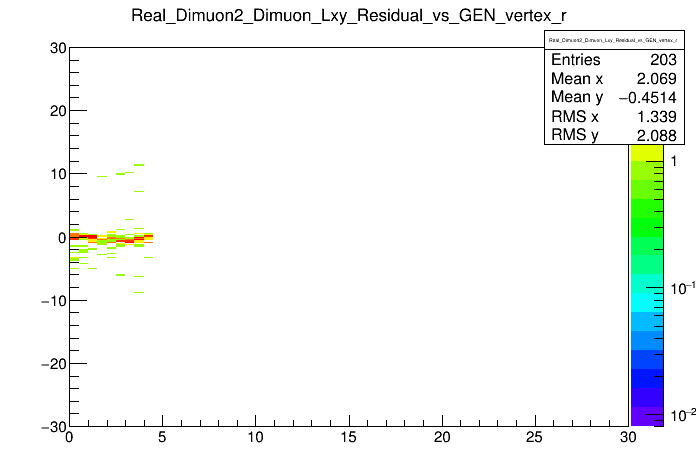 Real_Dimuon2_Dimuon_Lxy_Residual_vs_GEN_vertex_r
Real_Dimuon2_Dimuon_Lxy_Residual_vs_GEN_vertex_r
Entries 203
Mean x 2.069
Mean y −0.4514
RMS x 1.339
RMS y 2.088
30
20
10
0
−10
−20
−30
0 5 10 15 20 25 30
1
10⁻¹
10⁻²